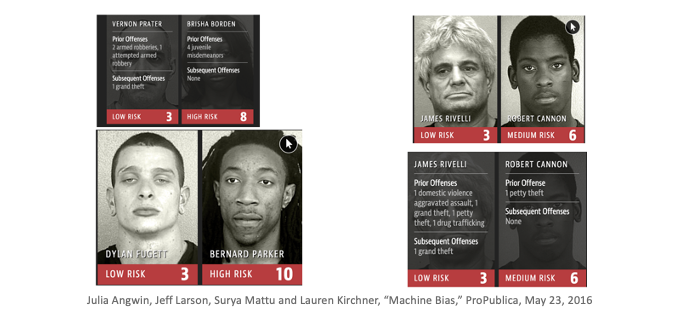 VERNON PRATER
Prior Offenses
2 armed robberies, 1
attempted armed
robbery
Subsequent Offenses
1 grand theft
LOW RISK 3
BRISHA BORDEN
Prior Offenses
4 juvenile
misdemeanors
Subsequent Offenses
None
HIGH RISK 8
DYLAN FUGETT
LOW RISK 3
BERNARD PARKER
HIGH RISK 10
JAMES RIVELLI
LOW RISK 3
ROBERT CANNON
MEDIUM RISK 6
JAMES RIVELLI
Prior Offenses
1 domestic violence
aggravated assault, 1
grand theft, 1 petty
theft, 1 drug trafficking
Subsequent Offenses
1 grand theft
LOW RISK 3
ROBERT CANNON
Prior Offense
1 petty theft
Subsequent Offenses
None
MEDIUM RISK 6
Julia Angwin, Jeff Larson, Surya Mattu and Lauren Kirchner, “Machine Bias,” ProPublica, May 23, 2016